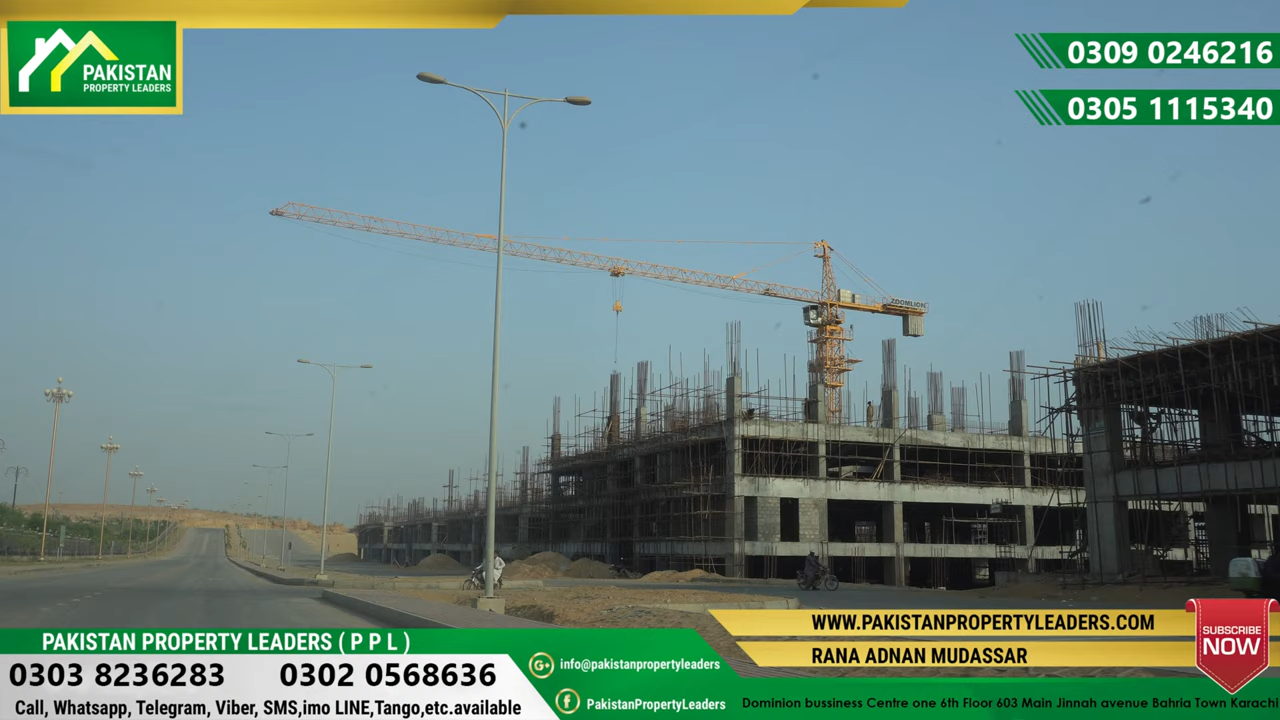 PAKISTAN
PROPERTY LEADERS
0309 0246216
0305 1115340
ZOOMLION
PAKISTAN PROPERTY LEADERS ( P P L )
0303 8236283 0302 0568636
Call, Whatsapp, Telegram, Viber, SMS,imo LINE,Tango,etc.available
info@pakistanpropertyleaders
PakistanPropertyLeaders
WWW.PAKISTANPROPERTYLEADERS.COM
RANA ADNAN MUDASSAR
SUBSCRIBE
NOW
Dominion bussiness Centre one 6th Floor 603 Main Jinnah avenue Bahria Town Karachi